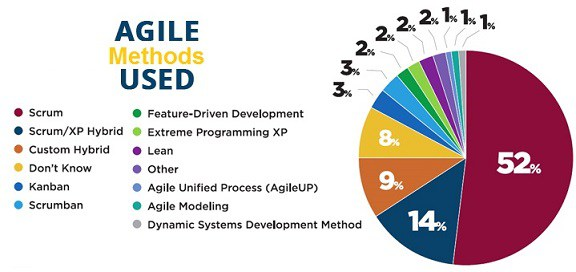 AGILE
Methods
USED
Scrum
Scrum/XP Hybrid
Custom Hybrid
Don't Know
Kanban
Scrumban
Feature-Driven Development
Extreme Programming XP
Lean
Other
Agile Unified Process (AgileUP)
Agile Modeling
Dynamic Systems Development Method
52%
14%
9%
8%
3%
3%
2%
2%
2%
2%
1%
1%
1%